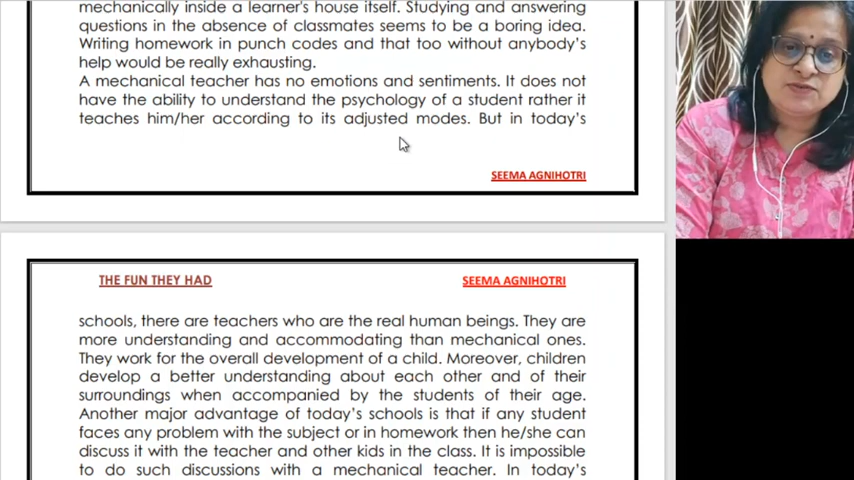 mechanically inside a learner's house itself. Studying and answering
questions in the absence of classmates seems to be a boring idea.
Writing homework in punch codes and that too without anybody's
help would be really exhausting.
A mechanical teacher has no emotions and sentiments. It does not
have the ability to understand the psychology of a student rather it
teaches him/her according to its adjusted modes. But in today's
SEEMA AGNIHOTRI
THE FUN THEY HAD SEEMA AGNIHOTRI
schools, there are teachers who are the real human beings. They are
more understanding and accommodating than mechanical ones.
They work for the overall development of a child. Moreover, children
develop a better understanding about each other and of their
surroundings when accompanied by the students of their age.
Another major advantage of today's schools is that if any student
faces any problem with the subject or in homework then he/she can
discuss it with the teacher and other kids in the class. It is impossible
to do such discussions with a mechanical teacher. In today's